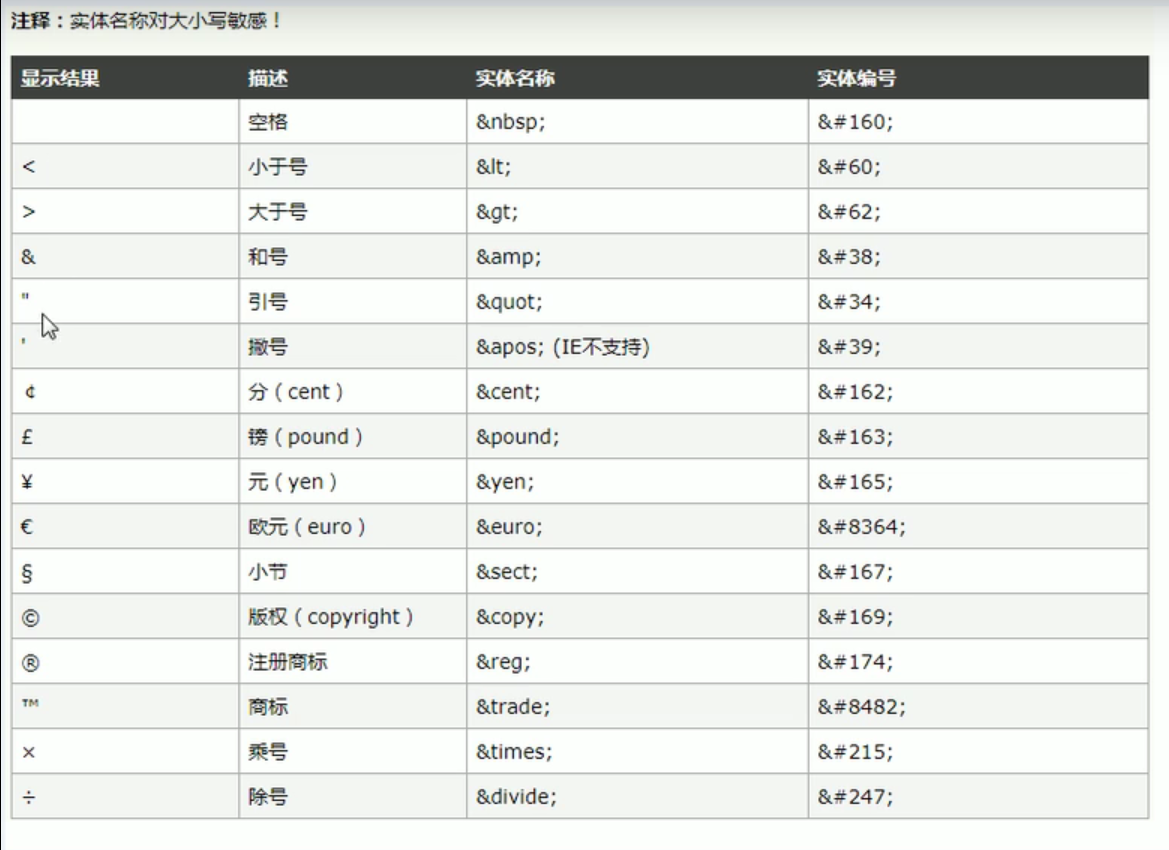 注释：实体名称对大小写敏感！
显示结果 描述 实体名称 实体编号
空格 &nbsp; &#160;
< 小于号 &lt; &#60;
> 大于号 &gt; &#62;
& 和号 &amp; &#38;
" 引号 &quot; &#34;
' 撇号 &apos; (IE不支持) &#39;
¢ 分（cent） &cent; &#162;
£ 镑（pound） &pound; &#163;
¥ 元（yen） &yen; &#165;
€ 欧元（euro） &euro; &#8364;
§ 小节 &sect; &#167;
© 版权（copyright） &copy; &#169;
® 注册商标 &reg; &#174;
™ 商标 &trade; &#8482;
× 乘号 &times; &#215;
÷ 除号 &divide; &#247;